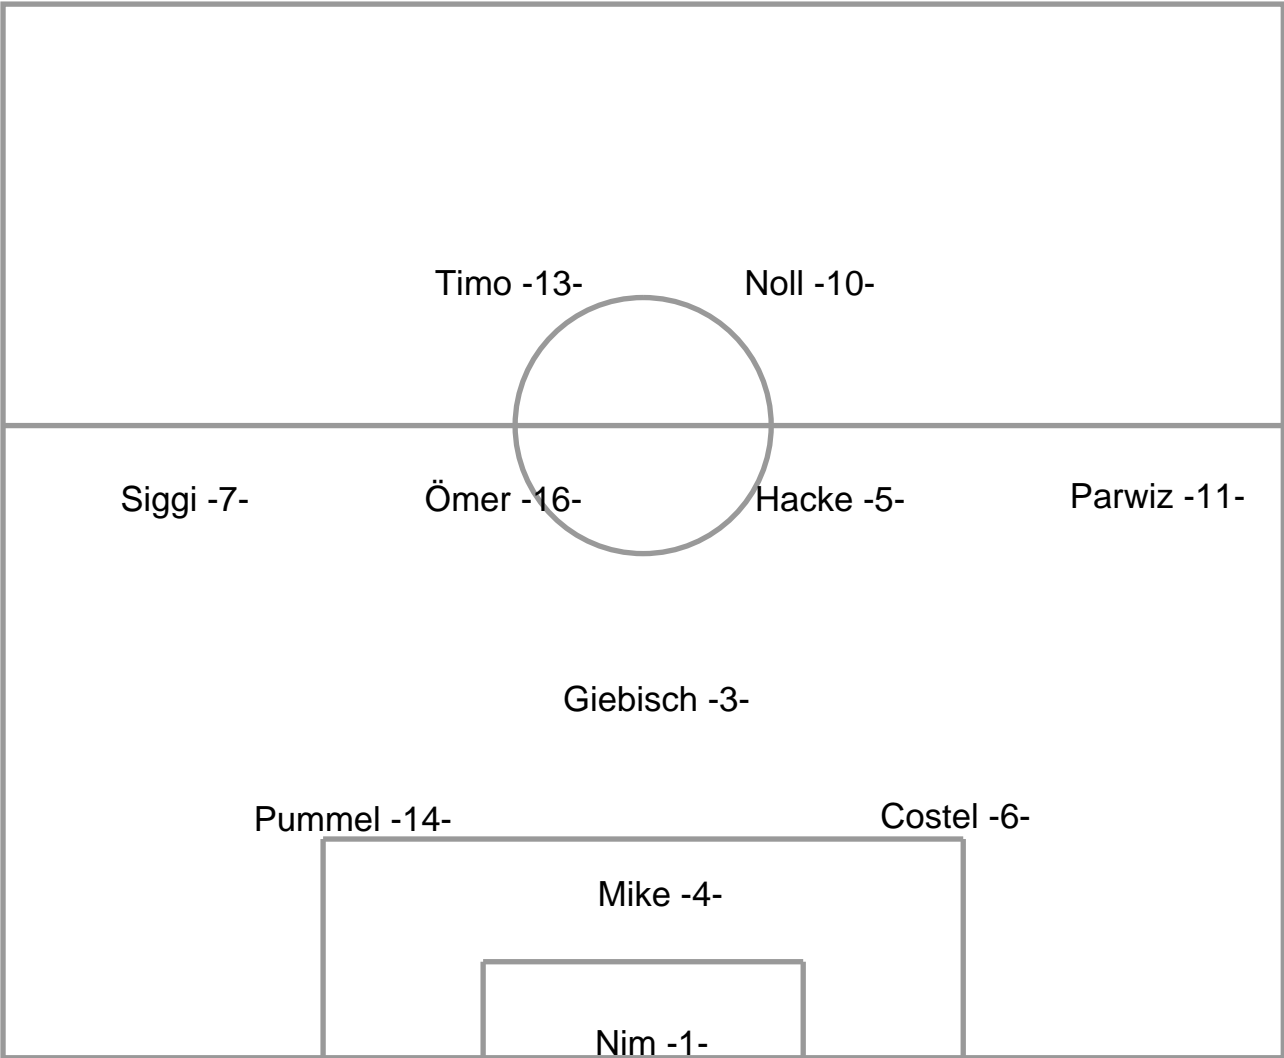 Timo -13-
Noll -10-
Siggi -7-
Ömer -16-
Hacke -5-
Parwiz -11-
Giebisch -3-
Pummel -14-
Costel -6-
Mike -4-
Nim -1-